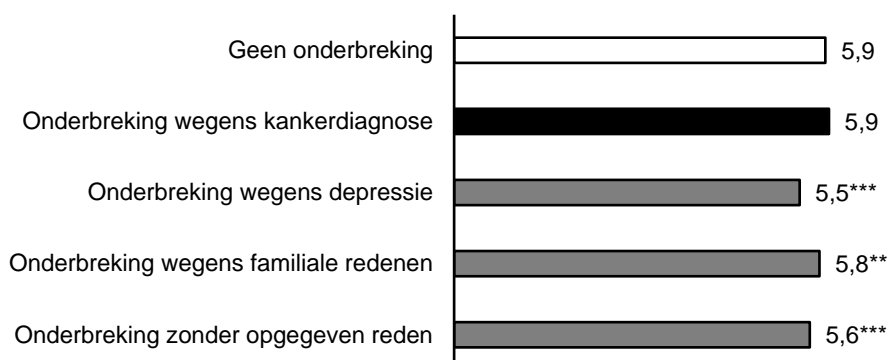 Geen onderbreking 5,9
Onderbreking wegens kankerdiagnose 5,9
Onderbreking wegens depressie 5,5***
Onderbreking wegens familiale redenen 5,8**
Onderbreking zonder opgegeven reden 5,6***